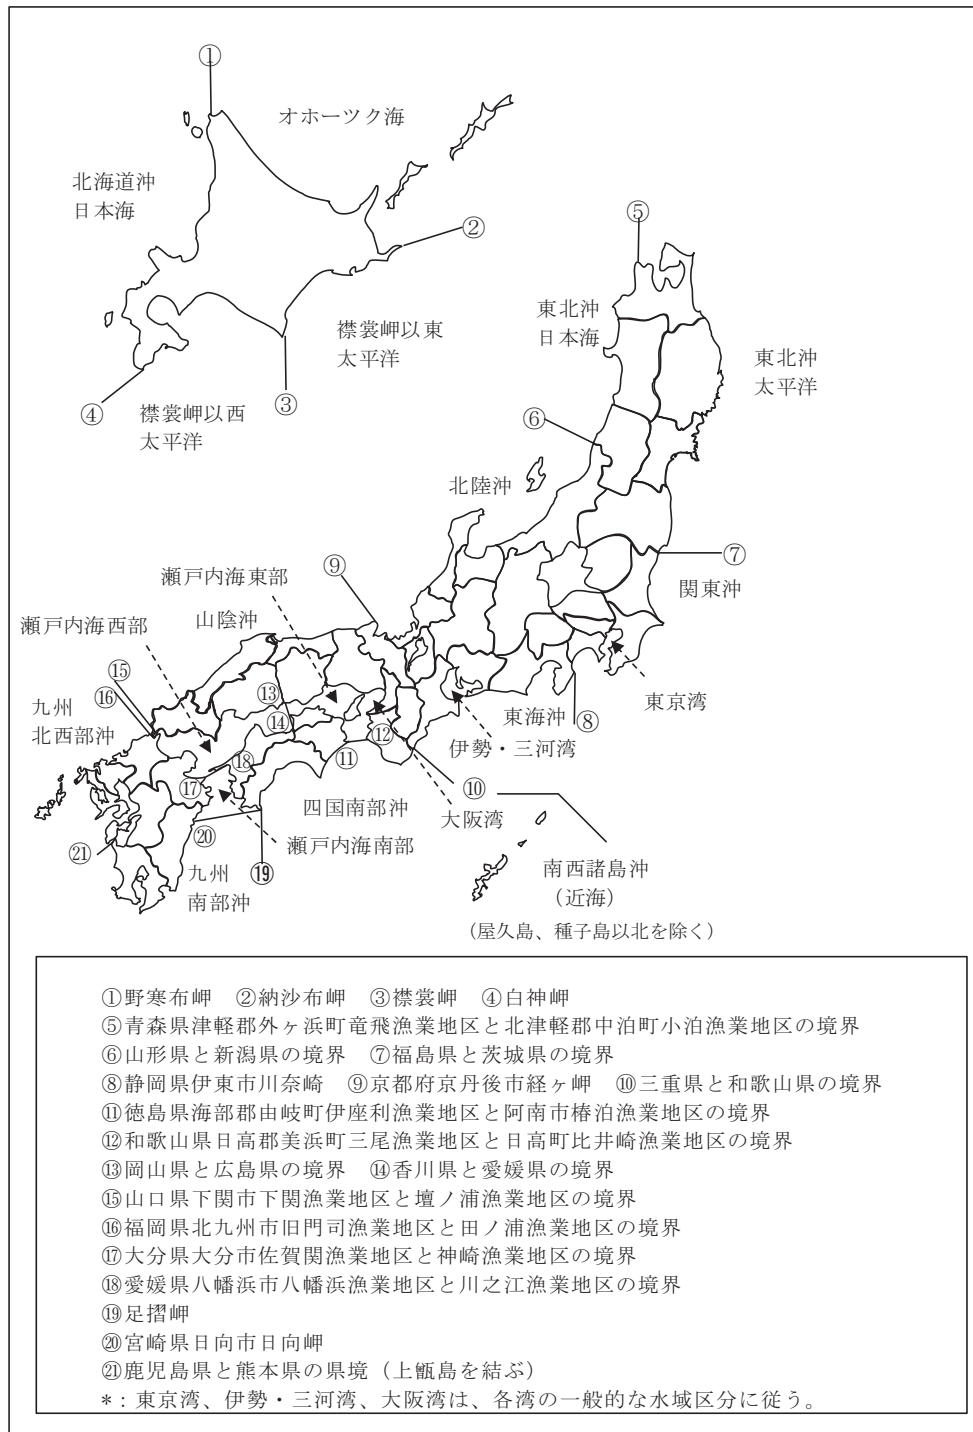 ①
オホーツク海
北海道沖
日本海
②
⑤
東北沖
日本海
襟裳岬以東
太平洋
東北沖
太平洋
④
③
襟裳岬以西
太平洋
⑥
北陸沖
⑦
関東沖
⑨
瀬戸内海東部
山陰沖
瀬戸内海西部
⑮
⑯
九州
北西部沖
⑬
⑭
東京湾
東海沖
⑧
⑫
伊勢・三河湾
⑪
⑱
⑩
⑰
四国南部沖
大阪湾
⑳
瀬戸内海南部
㉑
九州
南部沖
⑲
南西諸島沖
（近海）
（屋久島、種子島以北を除く）
①野寒布岬 ②納沙布岬 ③襟裳岬 ④白神岬
⑤青森県津軽郡外ヶ浜町竜飛漁業地区と北津軽郡中泊町小泊漁業地区の境界
⑥山形県と新潟県の境界 ⑦福島県と茨城県の境界
⑧静岡県伊東市川奈崎 ⑨京都府京丹後市経ヶ岬 ⑩三重県と和歌山県の境界
⑪徳島県海部郡由岐町伊座利漁業地区と阿南市椿泊漁業地区の境界
⑫和歌山県日高郡美浜町三尾漁業地区と日高町比井崎漁業地区の境界
⑬岡山県と広島県の境界 ⑭香川県と愛媛県の境界
⑮山口県下関市下関漁業地区と壇ノ浦漁業地区の境界
⑯福岡県北九州市旧門司漁業地区と田ノ浦漁業地区の境界
⑰大分県大分市佐賀関漁業地区と神崎漁業地区の境界
⑱愛媛県八幡浜市八幡浜漁業地区と川之江漁業地区の境界
⑲足摺岬
⑳宮崎県日向市日向岬
㉑鹿児島県と熊本県の県境（上甑島を結ぶ）
*：東京湾、伊勢・三河湾、大阪湾は、各湾の一般的な水域区分に従う。